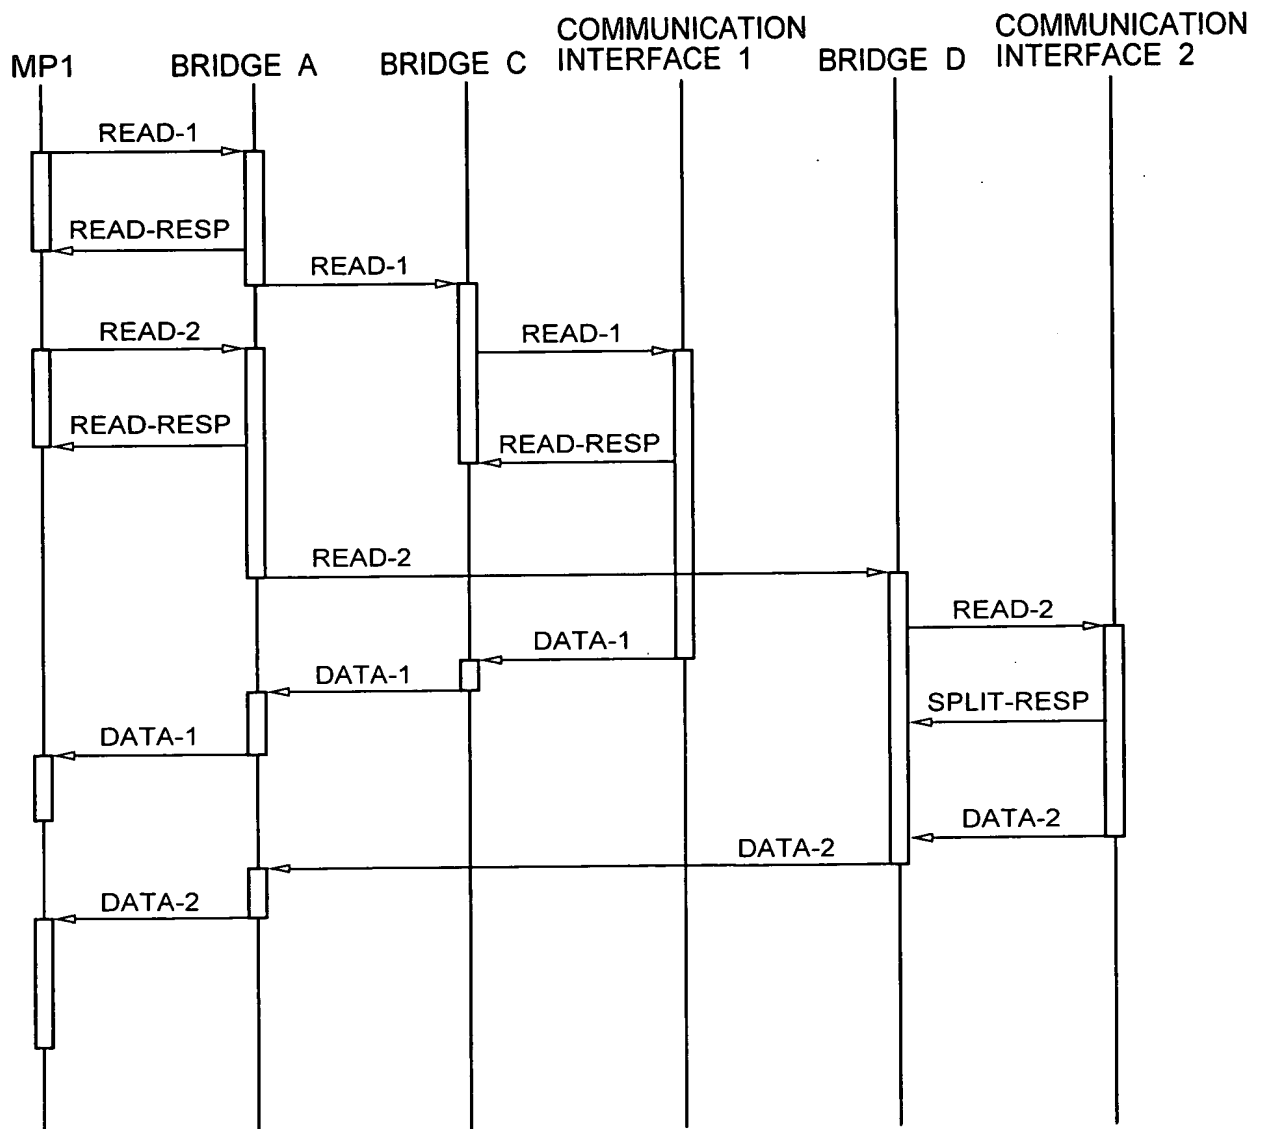 MP1
BRIDGE A
BRIDGE C
COMMUNICATION
INTERFACE 1
BRIDGE D
COMMUNICATION
INTERFACE 2
READ-1
READ-RESP
READ-1
READ-2
READ-1
READ-RESP
READ-RESP
READ-2
READ-2
DATA-1
DATA-1
SPLIT-RESP
DATA-1
DATA-2
DATA-2
DATA-2